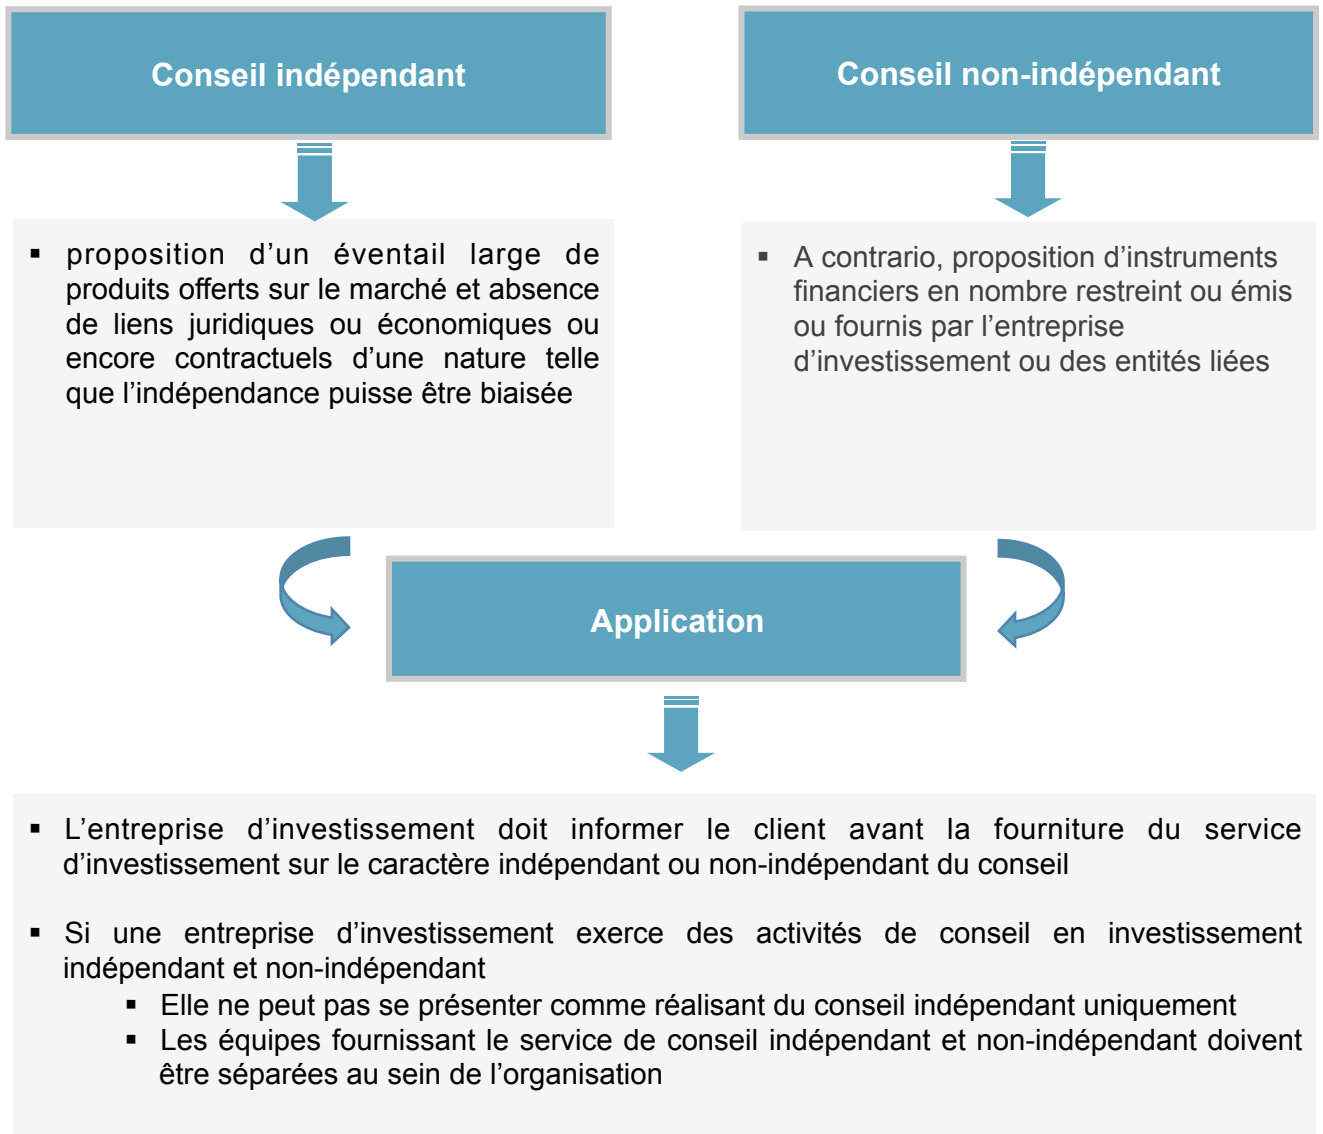 Conseil indépendant
Conseil non-indépendant
▪ proposition d’un éventail large de
produits offerts sur le marché et absence
de liens juridiques ou économiques ou
encore contractuels d’une nature telle
que l’indépendance puisse être biaisée
▪ A contrario, proposition d’instruments
financiers en nombre restreint ou émis
ou fournis par l’entreprise
d’investissement ou des entités liées
Application
▪ L’entreprise d’investissement doit informer le client avant la fourniture du service
d’investissement sur le caractère indépendant ou non-indépendant du conseil
▪ Si une entreprise d’investissement exerce des activités de conseil en investissement
indépendant et non-indépendant
▪ Elle ne peut pas se présenter comme réalisant du conseil indépendant uniquement
▪ Les équipes fournissant le service de conseil indépendant et non-indépendant doivent
être séparées au sein de l’organisation